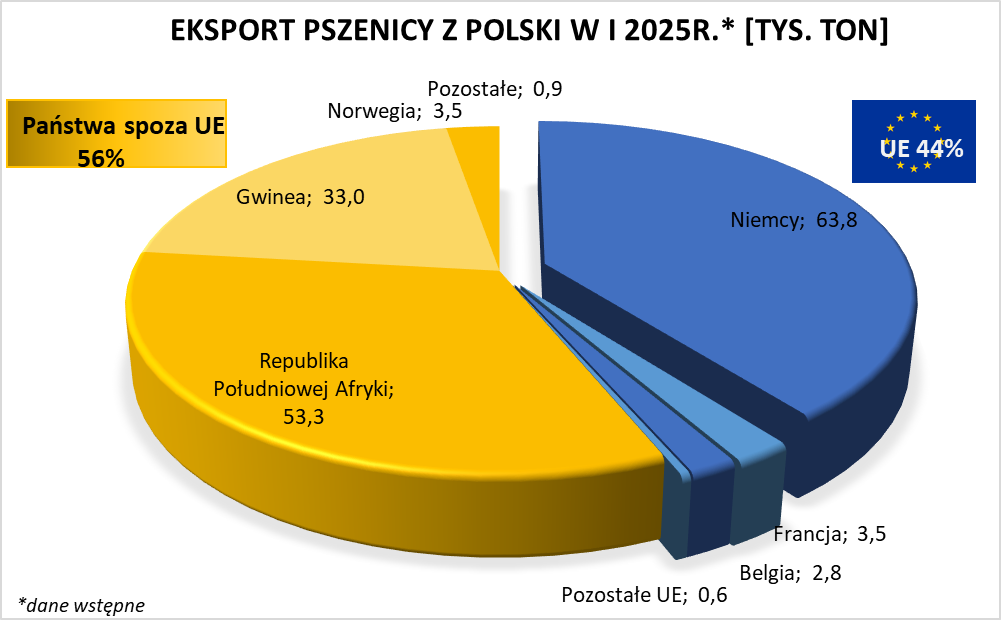 EKSPORT PSZENICY Z POLSKI W I 2025R.* [TYS. TON]
Pozostałe; 0,9
Norwegia; 3,5
Państwa spoza UE
56%
UE 44%
Gwinea; 33,0
Niemcy; 63,8
Republika
Południowej Afryki;
53,3
Francja; 3,5
Belgia; 2,8
Pozostałe UE; 0,6
*dane wstępne